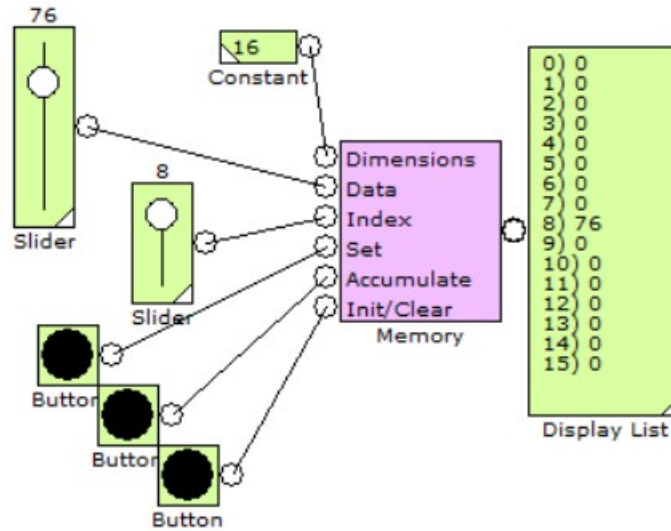 76
Slider
16
Constant
8
Slider
Button
Button
Button
Dimensions
Data
Index
Set
Accumulate
Init/Clear
Memory
0) 0
1) 0
2) 0
3) 0
4) 0
5) 0
6) 0
7) 0
8) 76
9) 0
10) 0
11) 0
12) 0
13) 0
14) 0
15) 0
Display List